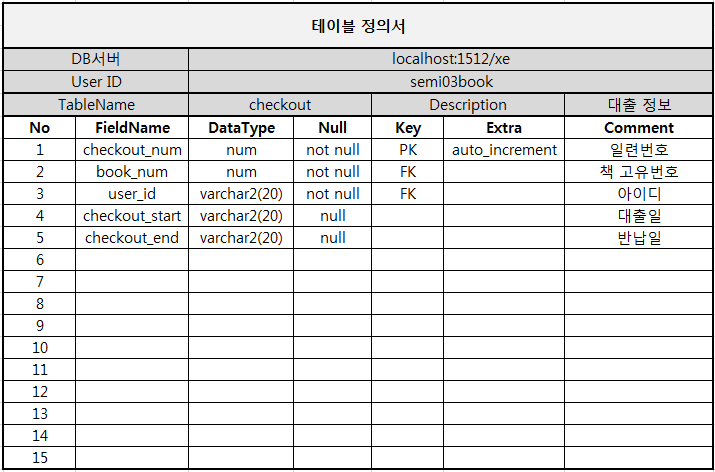 테이블 정의서
DB서버 localhost:1512/xe
User ID semi03book
TableName checkout Description 대출 정보
No FieldName DataType Null Key Extra Comment
1 checkout_num num not null PK auto_increment 일련번호
2 book_num num not null FK 책 고유번호
3 user_id varchar2(20) not null FK 아이디
4 checkout_start varchar2(20) null 대출일
5 checkout_end varchar2(20) null 반납일
6
7
8
9
10
11
12
13
14
15